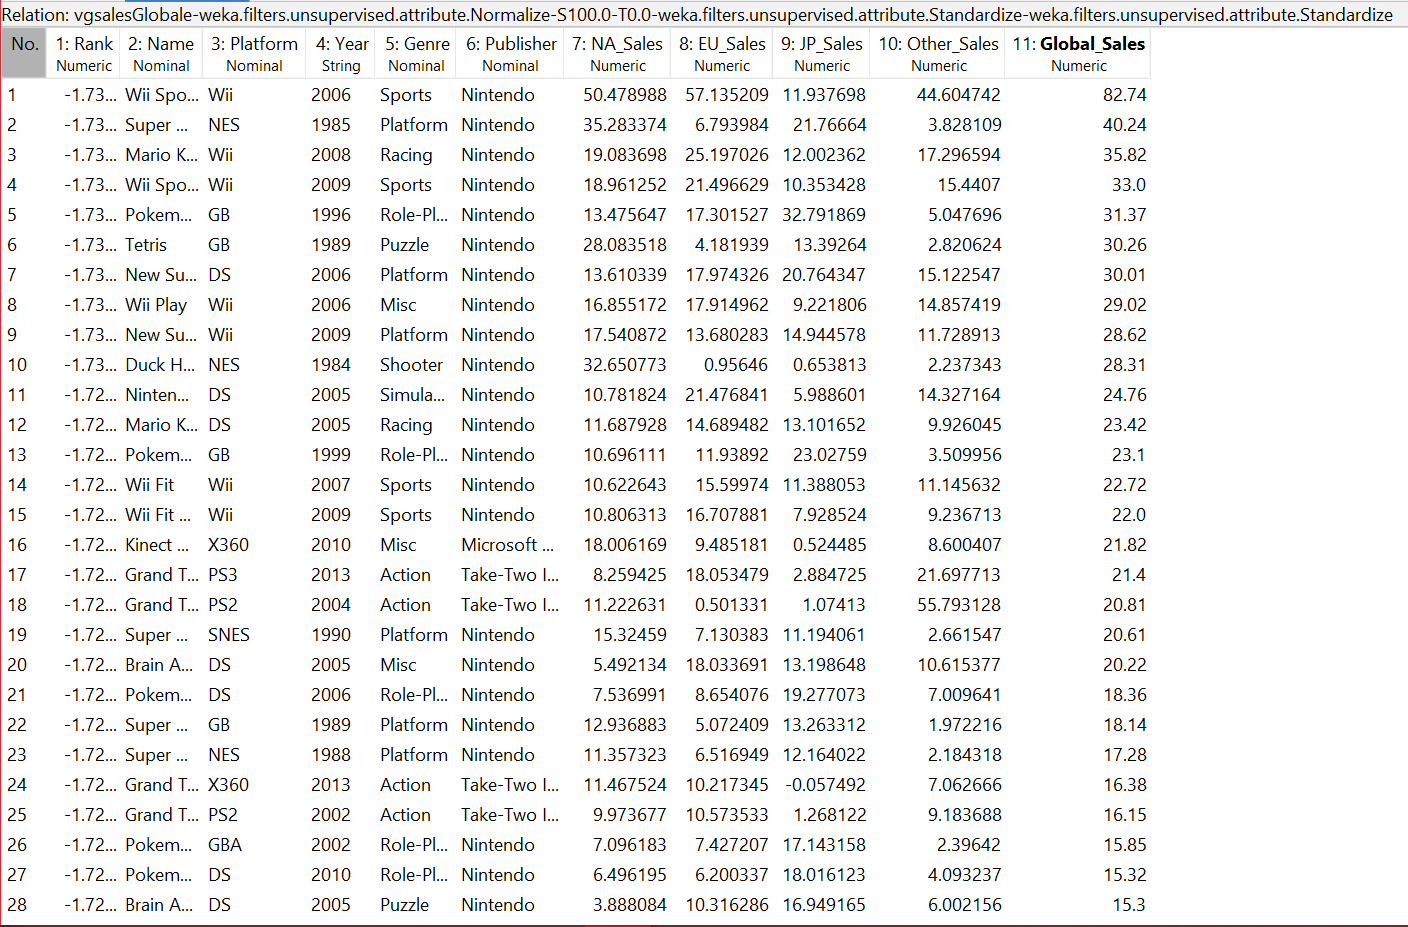 Relation: vgsalesGlobale-weka.filters.unsupervised.attribute.Normalize-S100.0-T0.0-weka.filters.unsupervised.attribute.Standardize-weka.filters.unsupervised.attribute.Standardize
No. 1: Rank 2: Name 3: Platform 4: Year 5: Genre 6: Publisher 7: NA_Sales 8: EU_Sales 9: JP_Sales 10: Other_Sales 11: Global_Sales
Numeric Nominal Nominal String Nominal Nominal Numeric Numeric Numeric Numeric Numeric
1 -1.73... Wii Spo... Wii 2006 Sports Nintendo 50.478988 57.135209 11.937698 44.604742 82.74
2 -1.73... Super ... NES 1985 Platform Nintendo 35.283374 6.793984 21.76664 3.828109 40.24
3 -1.73... Mario K... Wii 2008 Racing Nintendo 19.083698 25.197026 12.002362 17.296594 35.82
4 -1.73... Wii Spo... Wii 2009 Sports Nintendo 18.961252 21.496629 10.353428 15.4407 33.0
5 -1.73... Pokem... GB 1996 Role-Pl... Nintendo 13.475647 17.301527 32.791869 5.047696 31.37
6 -1.73... Tetris GB 1989 Puzzle Nintendo 28.083518 4.181939 13.39264 2.820624 30.26
7 -1.73... New Su... DS 2006 Platform Nintendo 13.610339 17.974326 20.764347 15.122547 30.01
8 -1.73... Wii Play Wii 2006 Misc Nintendo 16.855172 17.914962 9.221806 14.857419 29.02
9 -1.73... New Su... Wii 2009 Platform Nintendo 17.540872 13.680283 14.944578 11.728913 28.62
10 -1.73... Duck H... NES 1984 Shooter Nintendo 32.650773 0.95646 0.653813 2.237343 28.31
11 -1.72... Ninten... DS 2005 Simula... Nintendo 10.781824 21.476841 5.988601 14.327164 24.76
12 -1.72... Mario K... DS 2005 Racing Nintendo 11.687928 14.689482 13.101652 9.926045 23.42
13 -1.72... Pokem... GB 1999 Role-Pl... Nintendo 10.696111 11.93892 23.02759 3.509956 23.1
14 -1.72... Wii Fit Wii 2007 Sports Nintendo 10.622643 15.59974 11.388053 11.145632 22.72
15 -1.72... Wii Fit ... Wii 2009 Sports Nintendo 10.806313 16.707881 7.928524 9.236713 22.0
16 -1.72... Kinect ... X360 2010 Misc Microsoft ... 18.006169 9.485181 0.524485 8.600407 21.82
17 -1.72... Grand T... PS3 2013 Action Take-Two I... 8.259425 18.053479 2.884725 21.697713 21.4
18 -1.72... Grand T... PS2 2004 Action Take-Two I... 11.222631 0.501331 1.07413 55.793128 20.81
19 -1.72... Super ... SNES 1990 Platform Nintendo 15.32459 7.130383 11.194061 2.661547 20.61
20 -1.72... Brain A... DS 2005 Misc Nintendo 5.492134 18.033691 13.198648 10.615377 20.22
21 -1.72... Pokem... DS 2006 Role-Pl... Nintendo 7.536991 8.654076 19.277073 7.009641 18.36
22 -1.72... Super ... GB 1989 Platform Nintendo 12.936883 5.072409 13.263312 1.972216 18.14
23 -1.72... Super ... NES 1988 Platform Nintendo 11.357323 6.516949 12.164022 2.184318 17.28
24 -1.72... Grand T... X360 2013 Action Take-Two I... 11.467524 10.217345 -0.057492 7.062666 16.38
25 -1.72... Grand T... PS2 2002 Action Take-Two I... 9.973677 10.573533 1.268122 9.183688 16.15
26 -1.72... Pokem... GBA 2002 Role-Pl... Nintendo 7.096183 7.427207 17.143158 2.39642 15.85
27 -1.72... Pokem... DS 2010 Role-Pl... Nintendo 6.496195 6.200337 18.016123 4.093237 15.32
28 -1.72... Brain A... DS 2005 Puzzle Nintendo 3.888084 10.316286 16.949165 6.002156 15.3